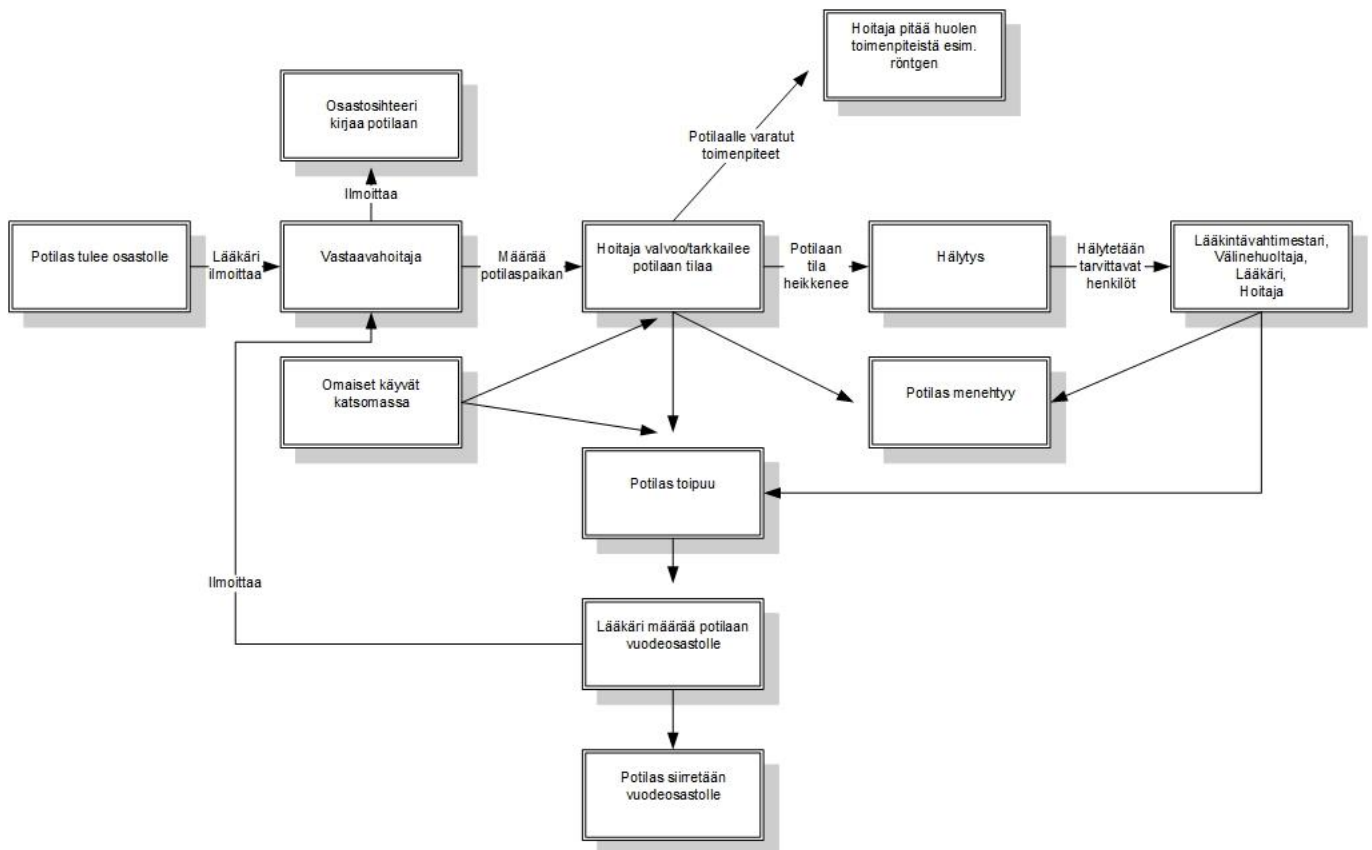 Hoitaja pitää huolen
toimenpiteistä esim.
röntgen
Osastosihteeri
kirjaa potilaan
Potilaalle varatut
toimenpiteet
Ilmoittaa
Potilas tulee osastolle
Lääkäri
ilmoittaa
Vastaavahoitaja
Määrää
potilaspaikan
Hoitaja valvoo/tarkkailee
potilaan tilaa
Potilaan
tila
heikkenee
Hälytys
Hälytetään
tarvittavat
henkilöt
Lääkintävahtimestari,
Välinehuoltaja,
Lääkäri,
Hoitaja
Omaiset käyvät
katsomassa
Potilas menehtyy
Potilas toipuu
Ilmoittaa
Lääkäri määrää potilaan
vuodeosastolle
Potilas siirretään
vuodeosastolle